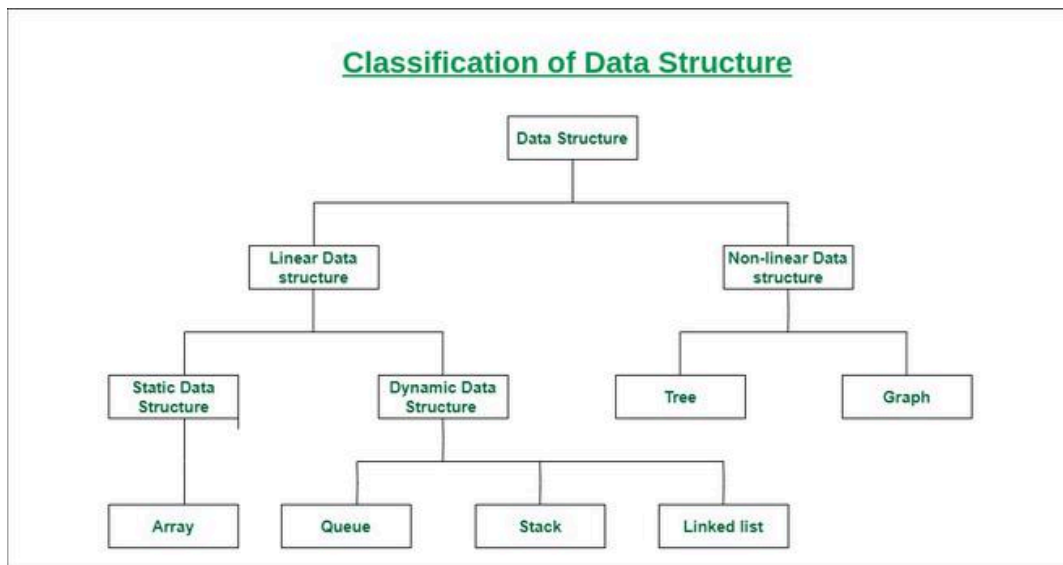 Classification of Data Structure
Data Structure
Linear Data
structure
Non-linear Data
structure
Static Data
Structure
Dynamic Data
Structure
Tree
Graph
Array
Queue
Stack
Linked list